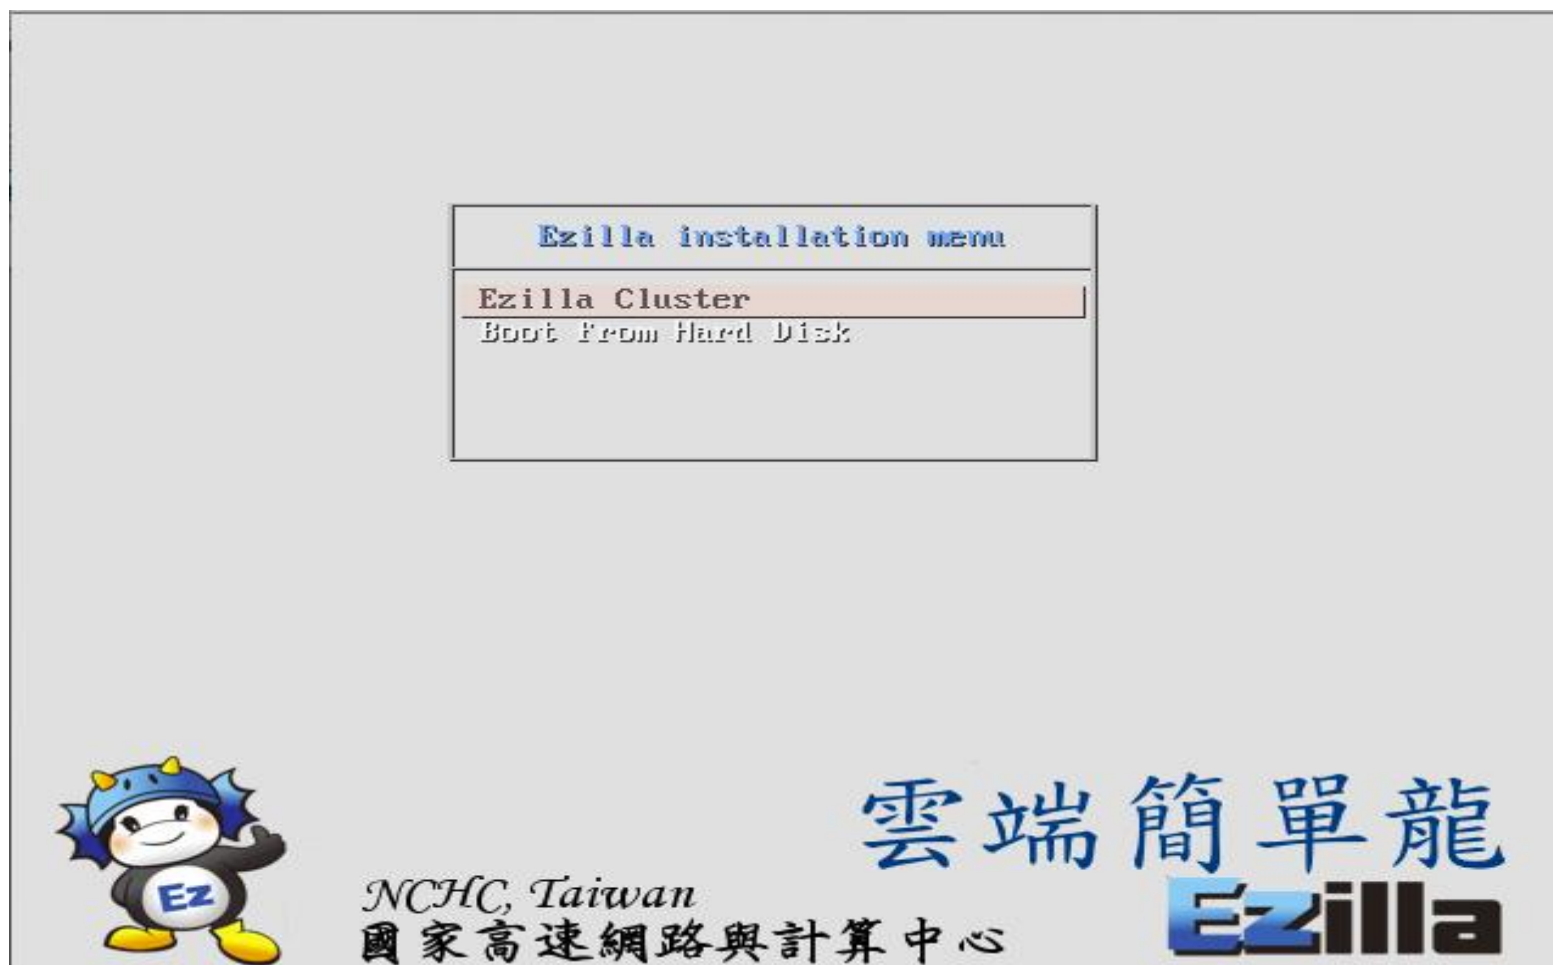 Ezilla installation menu
Ezilla Cluster
Boot From Hard Disk
雲端簡單龍
Ez
NCHC, Taiwan
Ezilla
國家高速網路與計算中心